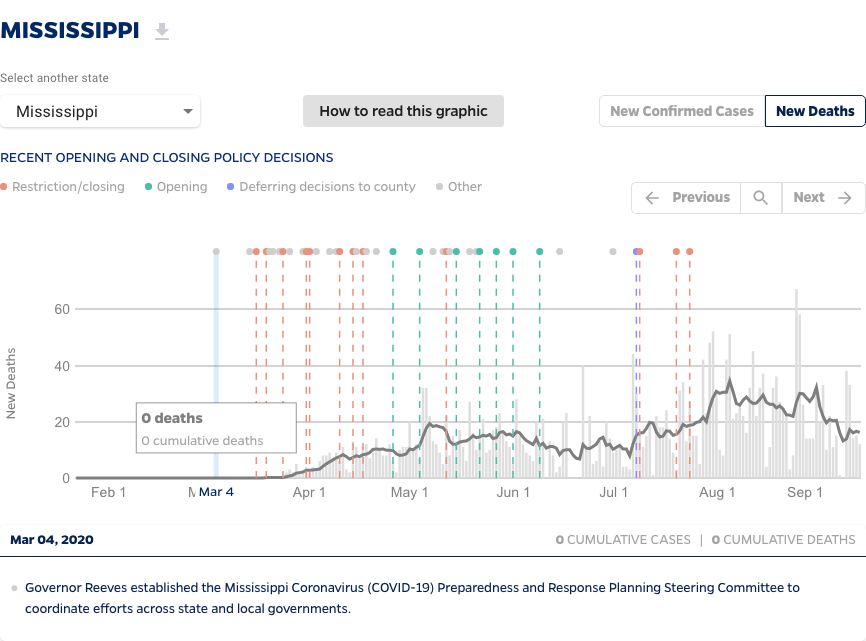 MISSISSIPPI
Select another state
Mississippi
How to read this graphic
New Confirmed Cases
New Deaths
RECENT OPENING AND CLOSING POLICY DECISIONS
Restriction/closing
Opening
Deferring decisions to county
Other
Previous
Next
New Deaths
60
40
20
0
0 deaths
0 cumulative deaths
Feb 1
Mar 4
Apr 1
May 1
Jun 1
Jul 1
Aug 1
Sep 1
Mar 04, 2020
0 CUMULATIVE CASES | 0 CUMULATIVE DEATHS
Governor Reeves established the Mississippi Coronavirus (COVID-19) Preparedness and Response Planning Steering Committee to
coordinate efforts across state and local governments.